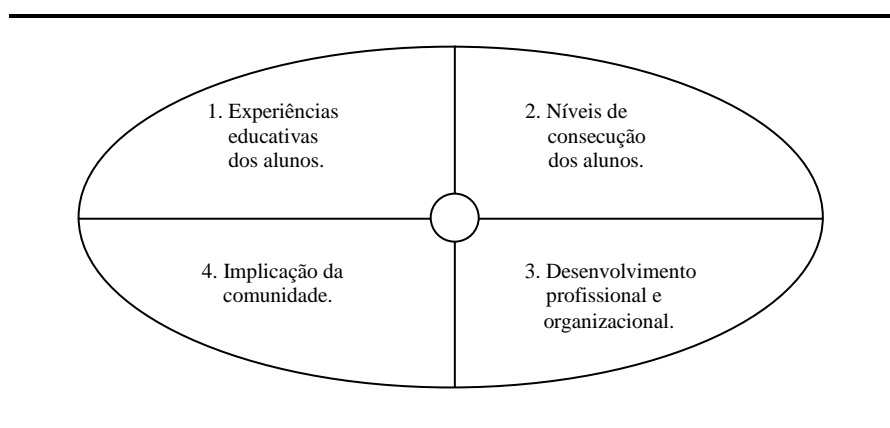 1. Experiências
educativas
dos alunos.
2. Níveis de
consecução
dos alunos.
4. Implicação da
comunidade.
3. Desenvolvimento
profissional e
organizacional.